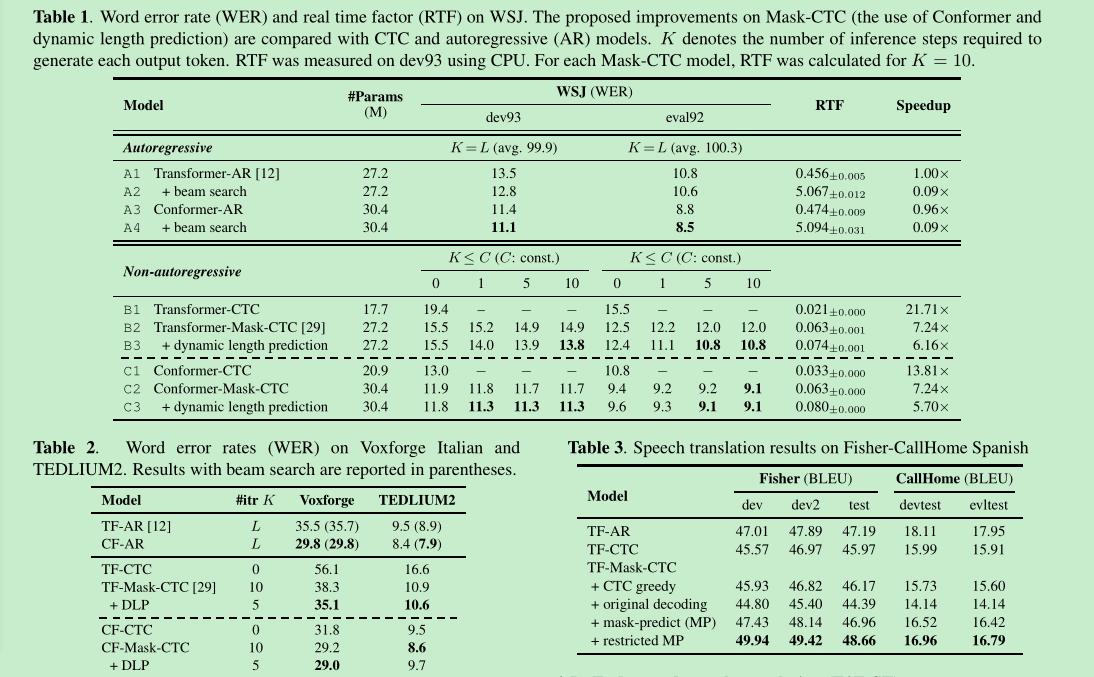 Table 1. Word error rate (WER) and real time factor (RTF) on WSJ. The proposed improvements on Mask-CTC (the use of Conformer and
dynamic length prediction) are compared with CTC and autoregressive (AR) models. K denotes the number of inference steps required to
generate each output token. RTF was measured on dev93 using CPU. For each Mask-CTC model, RTF was calculated for K = 10.
Model #Params (M) WSJ (WER) RTF Speedup
dev93 eval92
Autoregressive K = L (avg. 99.9) K = L (avg. 100.3)
A1 Transformer-AR [12] 27.2 13.5 10.8 0.456±0.005 1.00×
A2 + beam search 27.2 12.8 10.6 5.067±0.012 0.09×
A3 Conformer-AR 30.4 11.4 8.8 0.474±0.009 0.96×
A4 + beam search 30.4 11.1 8.5 5.094±0.031 0.09×
Non-autoregressive K ≤ C (C: const.) K ≤ C (C: const.)
0 1 5 10 0 1 5 10
B1 Transformer-CTC 17.7 19.4 – – – 15.5 – – – 0.021±0.000 21.71×
B2 Transformer-Mask-CTC [29] 27.2 15.5 15.2 14.9 14.9 12.5 12.2 12.0 12.0 0.063±0.001 7.24×
B3 + dynamic length prediction 27.2 15.5 14.0 13.9 13.8 12.4 11.1 10.8 10.8 0.074±0.001 6.16×
C1 Conformer-CTC 20.9 13.0 – – – 10.8 – – – 0.033±0.000 13.81×
C2 Conformer-Mask-CTC 30.4 11.9 11.8 11.7 11.7 9.4 9.2 9.2 9.1 0.063±0.000 7.24×
C3 + dynamic length prediction 30.4 11.8 11.3 11.3 11.3 9.6 9.3 9.1 9.1 0.080±0.000 5.70×
Table 2. Word error rates (WER) on Voxforge Italian and
TEDLIUM2. Results with beam search are reported in parentheses.
Model #itr K Voxforge TEDLIUM2
TF-AR [12] L 35.5 (35.7) 9.5 (8.9)
CF-AR L 29.8 (29.8) 8.4 (7.9)
TF-CTC 0 56.1 16.6
TF-Mask-CTC [29] 10 38.3 10.9
+ DLP 5 35.1 10.6
CF-CTC 0 31.8 9.5
CF-Mask-CTC 10 29.2 8.6
+ DLP 5 29.0 9.7
Table 3. Speech translation results on Fisher-CallHome Spanish
Model Fisher (BLEU) CallHome (BLEU)
dev dev2 test devtest evltest
TF-AR 47.01 47.89 47.19 18.11 17.95
TF-CTC 45.57 46.97 45.97 15.99 15.91
TF-Mask-CTC
+ CTC greedy 45.93 46.82 46.17 15.73 15.60
+ original decoding 44.80 45.40 44.39 14.14 14.14
+ mask-predict (MP) 47.43 48.14 46.96 16.52 16.42
+ restricted MP 49.94 49.42 48.66 16.96 16.79